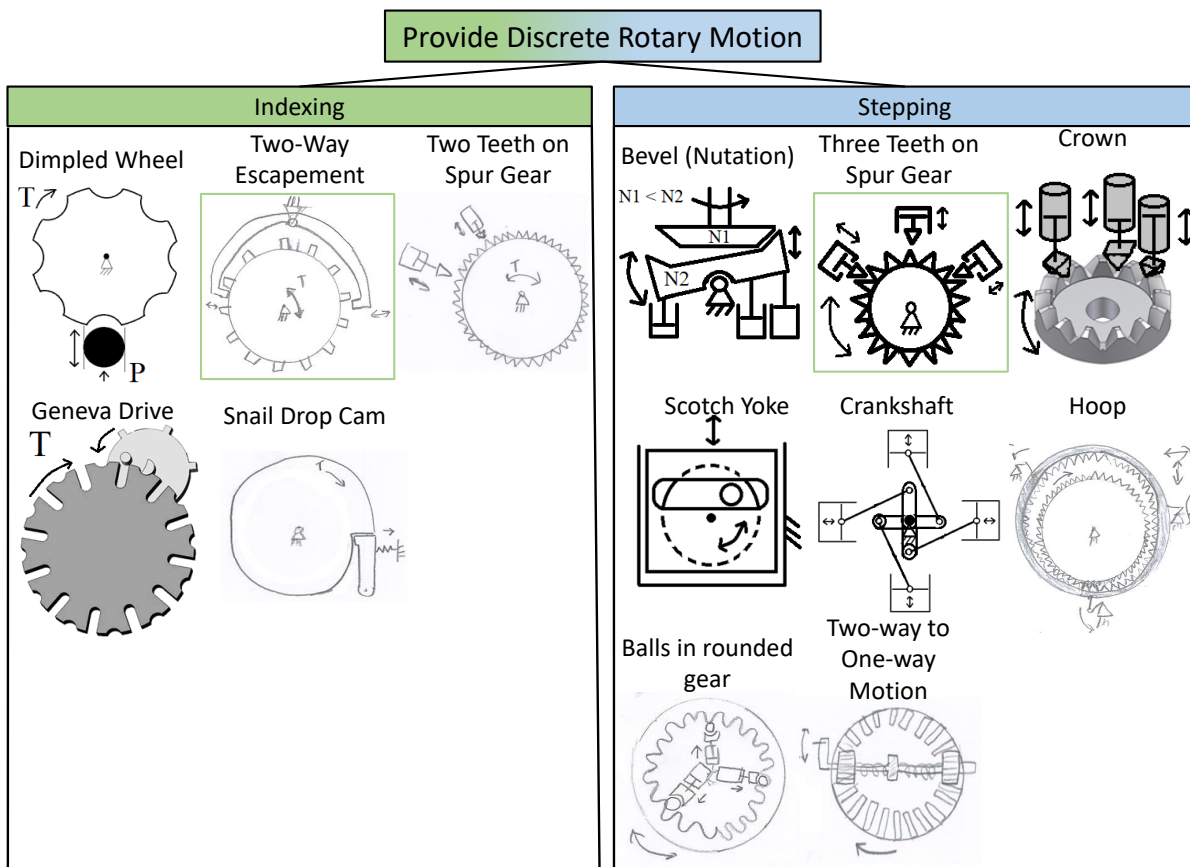 Provide Discrete Rotary Motion
Indexing
Dimpled Wheel
T
P
Two-Way
Escapement
T
Two Teeth on
Spur Gear
T
Geneva Drive
T
Snail Drop Cam
T
Stepping
Bevel (Nutation)
N1 < N2
N1
N2
Three Teeth on
Spur Gear
Crown
Scotch Yoke
Crankshaft
Hoop
Balls in rounded
gear
Two-way to
One-way
Motion